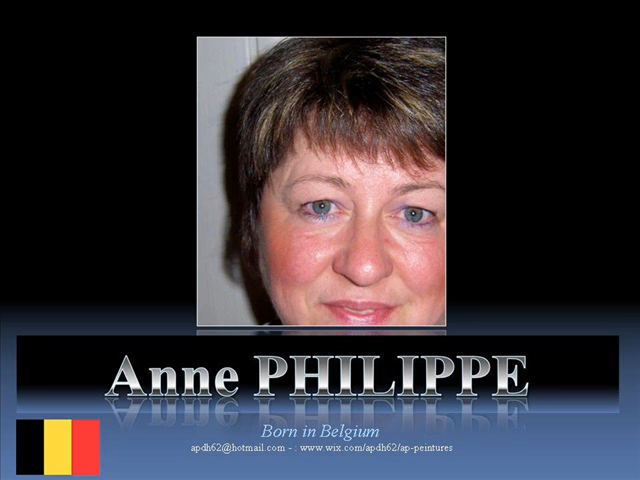 Anne PHILIPPE
Born in Belgium
apdh62@hotmail.com - : www.wix.com/apdh62/ap-peintures